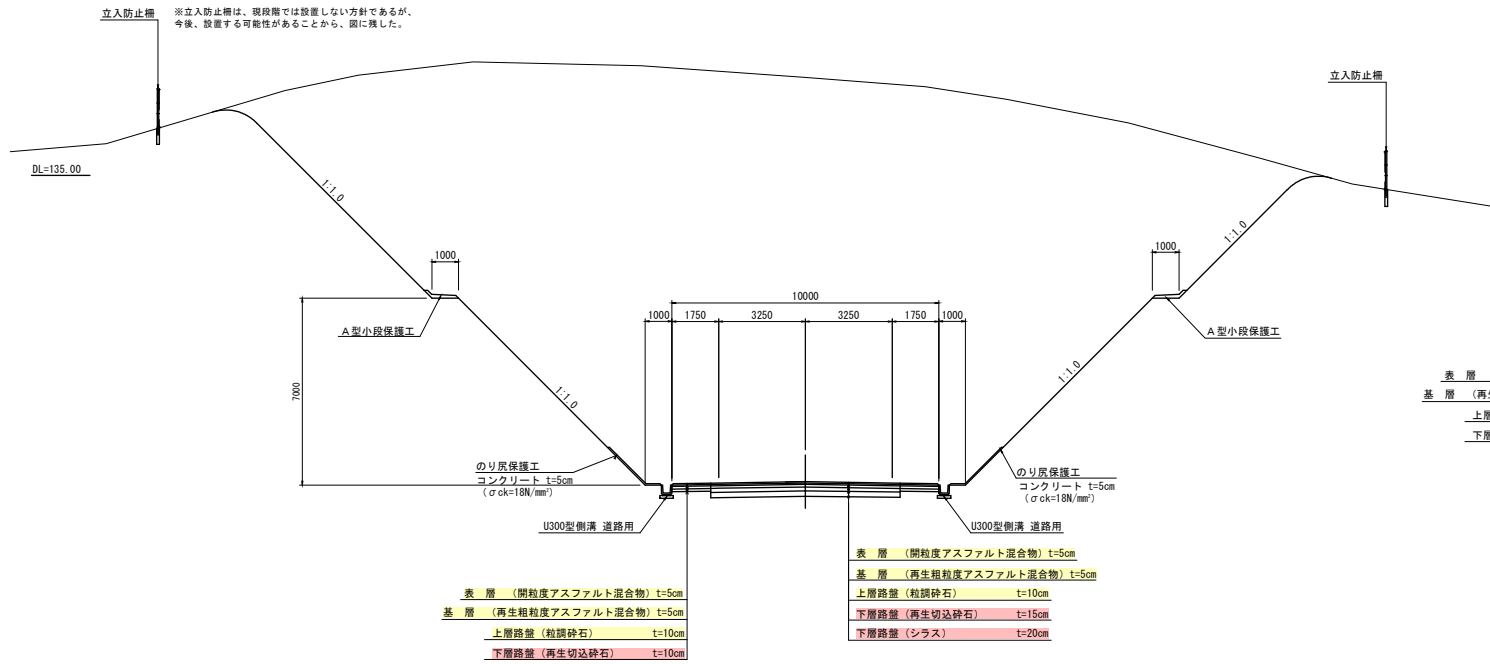 立入防止柵
※立入防止柵は、現段階では設置しない方針であるが、
今後、設置する可能性があることから、図に残した。
立入防止柵
DL=135.00
1:1.0
1:1.0
1000
1000
10000
1000
1750
3250
3250
1750
1000
A型小段保護工
A型小段保護工
7000
1:1.0
1:1.0
表 層
基 層 (再
上層
下層
のり尻保護工
コンクリート t=5cm
(σck=18N/mm²)
のり尻保護工
コンクリート t=5cm
(σck=18N/mm²)
U300型側溝 道路用
U300型側溝 道路用
表 層 (開粒度アスファルト混合物) t=5cm
基 層 (再生粗粒度アスファルト混合物) t=5cm
上層路盤 (粒調砕石) t=10cm
下層路盤 (再生切込砕石) t=15cm
下層路盤 (シラス) t=20cm
表 層 (開粒度アスファルト混合物) t=5cm
基 層 (再生粗粒度アスファルト混合物) t=5cm
上層路盤 (粒調砕石) t=10cm
下層路盤 (再生切込砕石) t=10cm